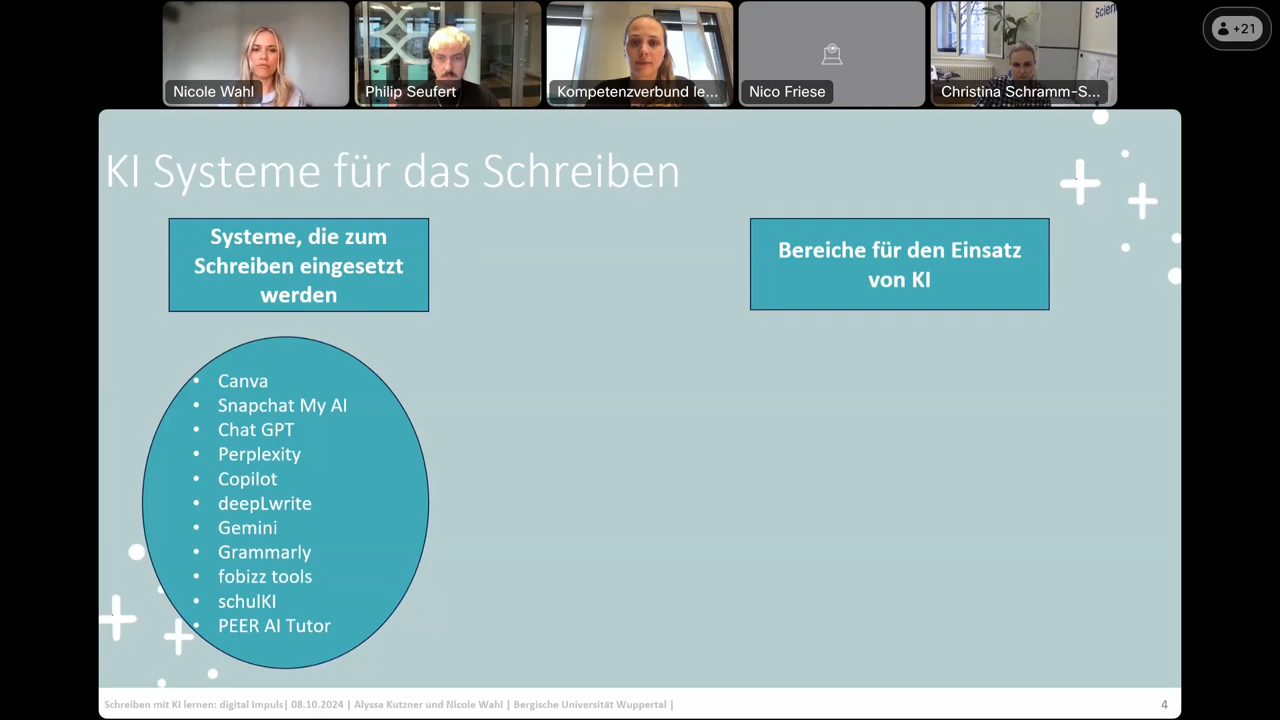 Nicole Wahl
Philip Seufert
Kompetenzverbund le...
Nico Friese
Christina Schramm-S...
+21
KI Systeme für das Schreiben
Systeme, die zum
Schreiben eingesetzt
werden
Bereiche für den Einsatz
von KI
• Canva
• Snapchat My AI
• Chat GPT
• Perplexity
• Copilot
• deepLwrite
• Gemini
• Grammarly
• fobizz tools
• schulKI
• PEER AI Tutor
Schreiben mit KI lernen: digital Impuls| 08.10.2024 | Alyssa Kutzner und Nicole Wahl | Bergische Universität Wuppertal |
4